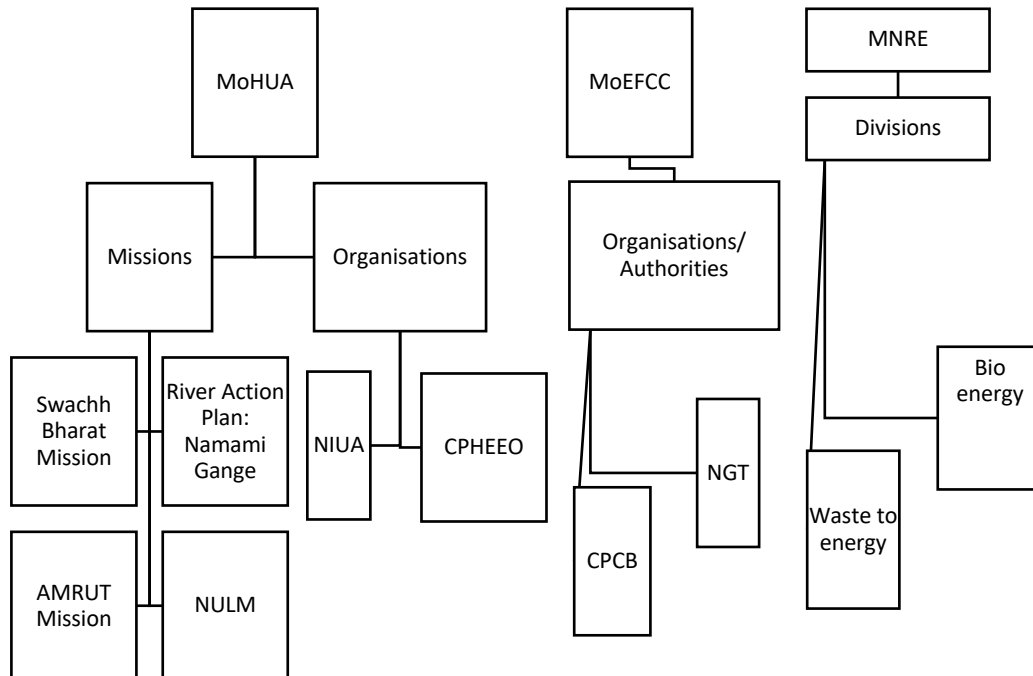 MoHUA
Missions
Organisations
Swachh
Bharat
Mission
River Action
Plan:
Namami
Gange
AMRUT
Mission
NULM
NIUA
CPHEEO
MoEFCC
Organisations/
Authorities
CPCB
NGT
MNRE
Divisions
Waste to
energy
Bio
energy